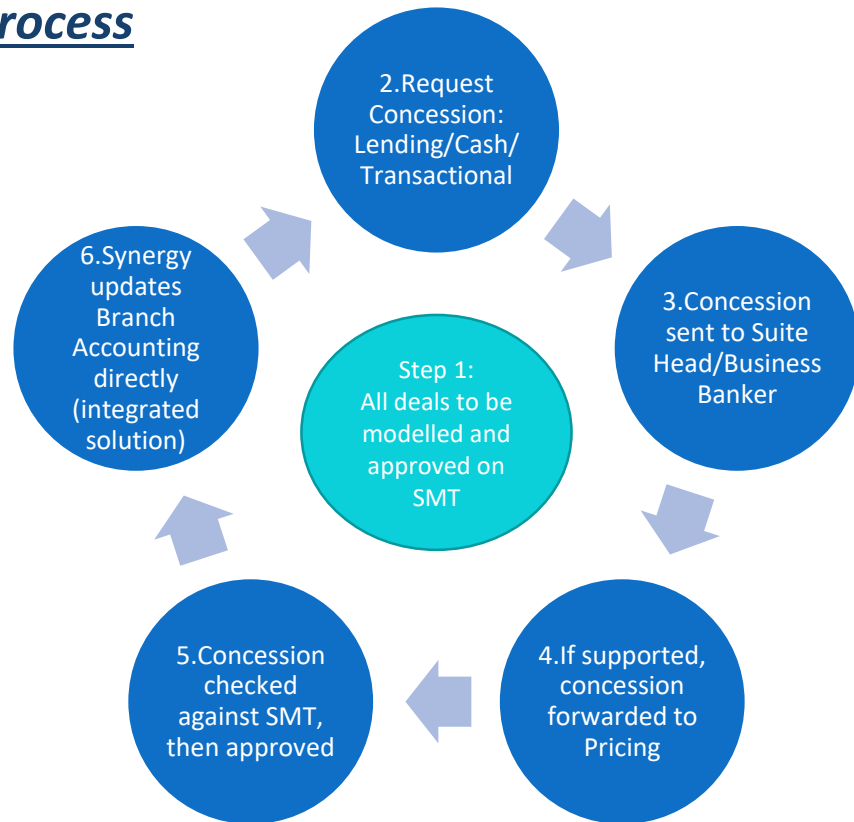 rocess
2.Request
Concession:
Lending/Cash/
Transactional
3.Concession
sent to Suite
Head/Business
Banker
4.If supported,
concession
forwarded to
Pricing
5.Concession
checked
against SMT,
then approved
6.Synergy
updates
Branch
Accounting
directly
(integrated
solution)
Step 1:
All deals to be
modelled and
approved on
SMT